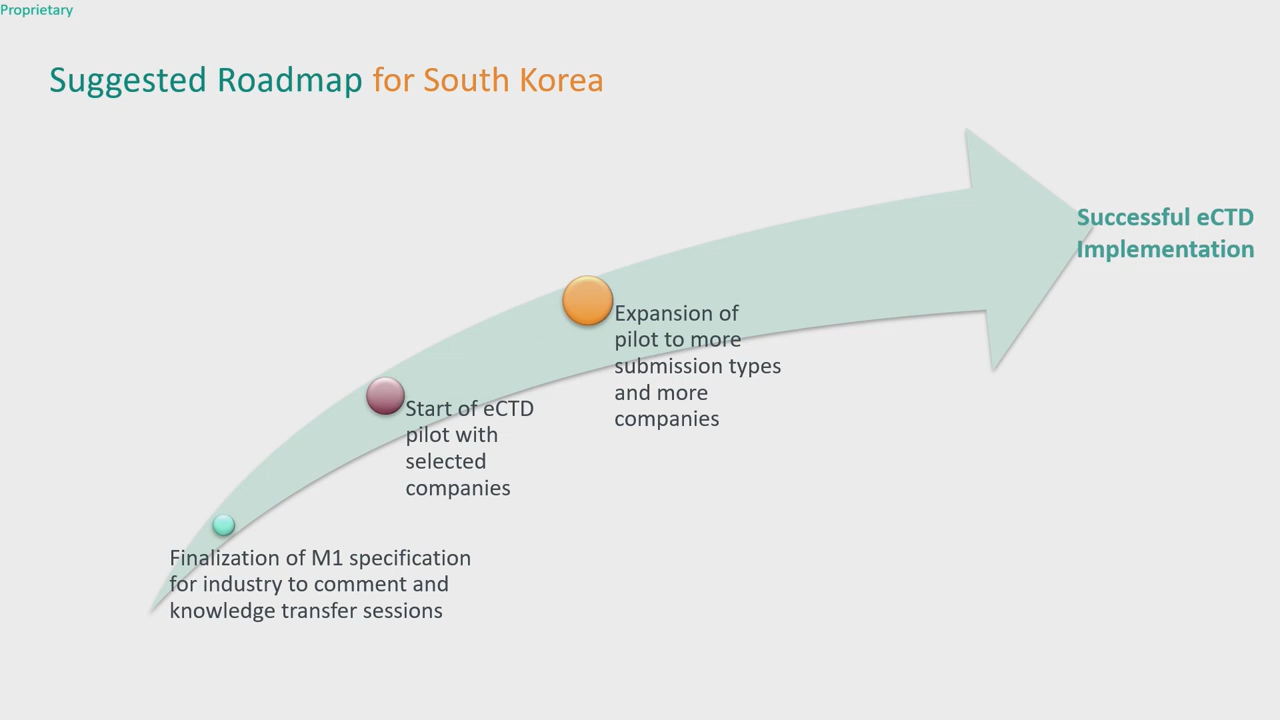 Proprietary
Suggested Roadmap for South Korea
Successful eCTD
Implementation
Expansion of
pilot to more
submission types
and more
companies
Start of eCTD
pilot with
selected
companies
Finalization of M1 specification
for industry to comment and
knowledge transfer sessions